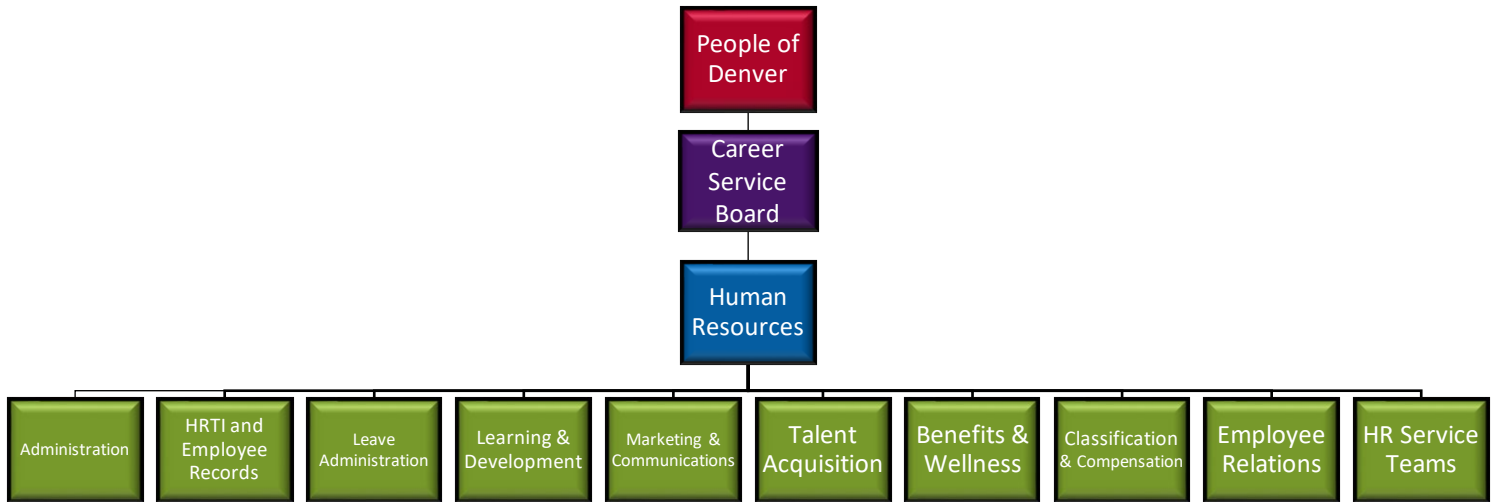 People of
Denver
Career
Service
Board
Human
Resources
Administration
HRTI and
Employee
Records
Leave
Administration
Learning &
Development
Marketing &
Communications
Talent
Acquisition
Benefits &
Wellness
Classification
& Compensation
Employee
Relations
HR Service
Teams